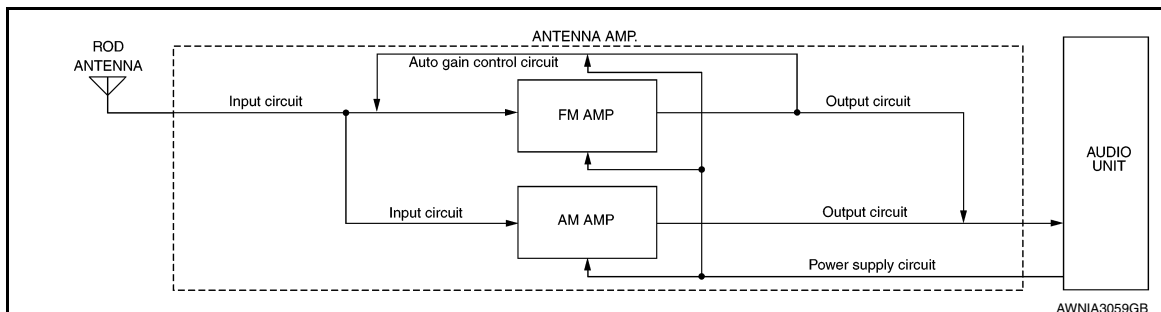 ANTENNA AMP.
ROD
ANTENNA
Auto gain control circuit
Input circuit
FM AMP
Output circuit
AUDIO
UNIT
Input circuit
AM AMP
Output circuit
Power supply circuit
AWNIA3059GB